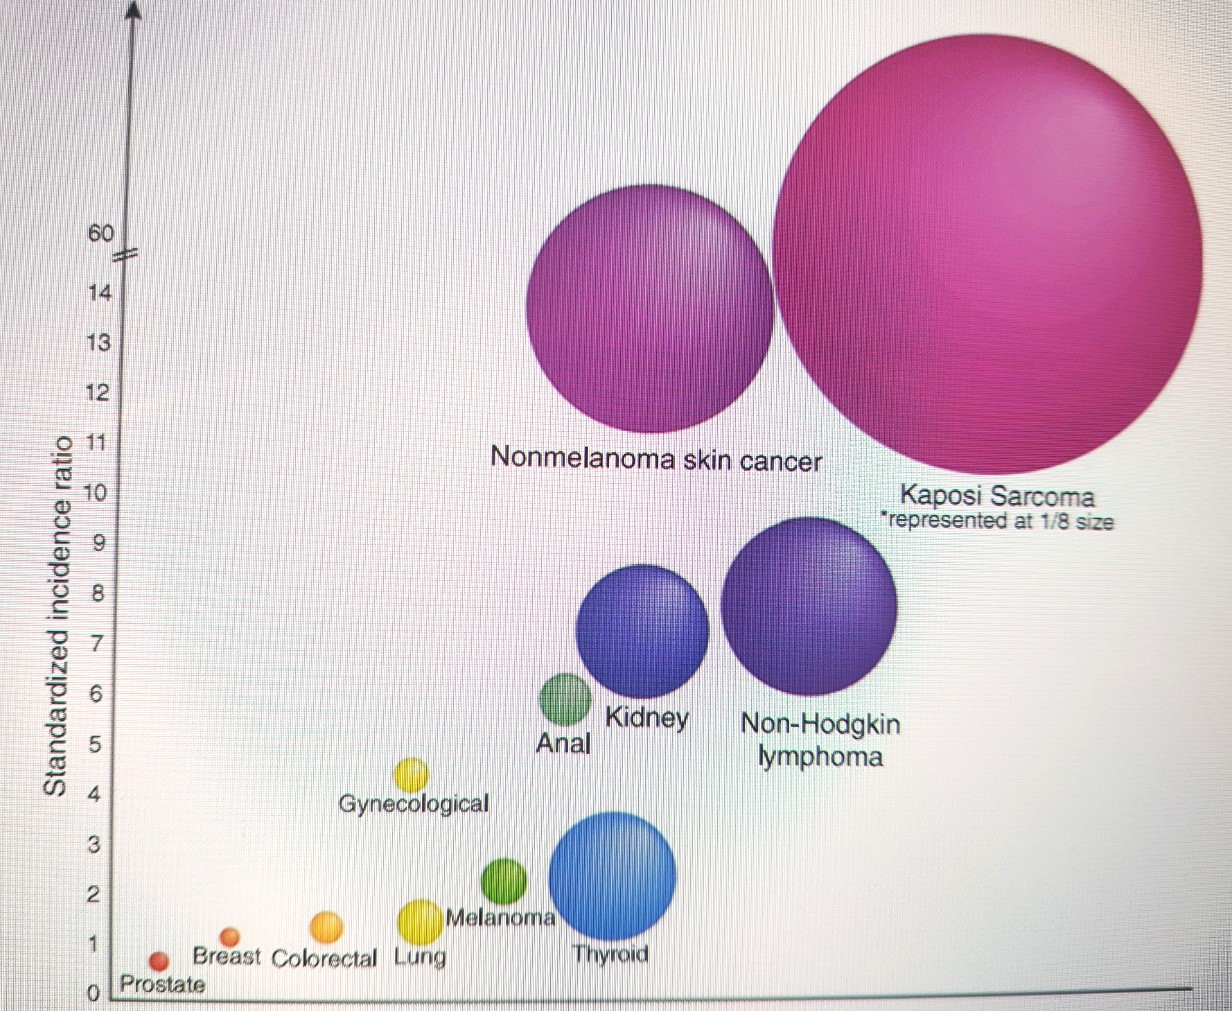 60
14
13
12
11
10
9
8
7
6
5
4
3
2
1
0
Standardized incidence ratio
Nonmelanoma skin cancer
Kaposi Sarcoma
*represented at 1/8 size
Kidney
Non-Hodgkin
lymphoma
Anal
Gynecological
Melanoma
Breast
Colorectal
Lung
Thyroid
Prostate